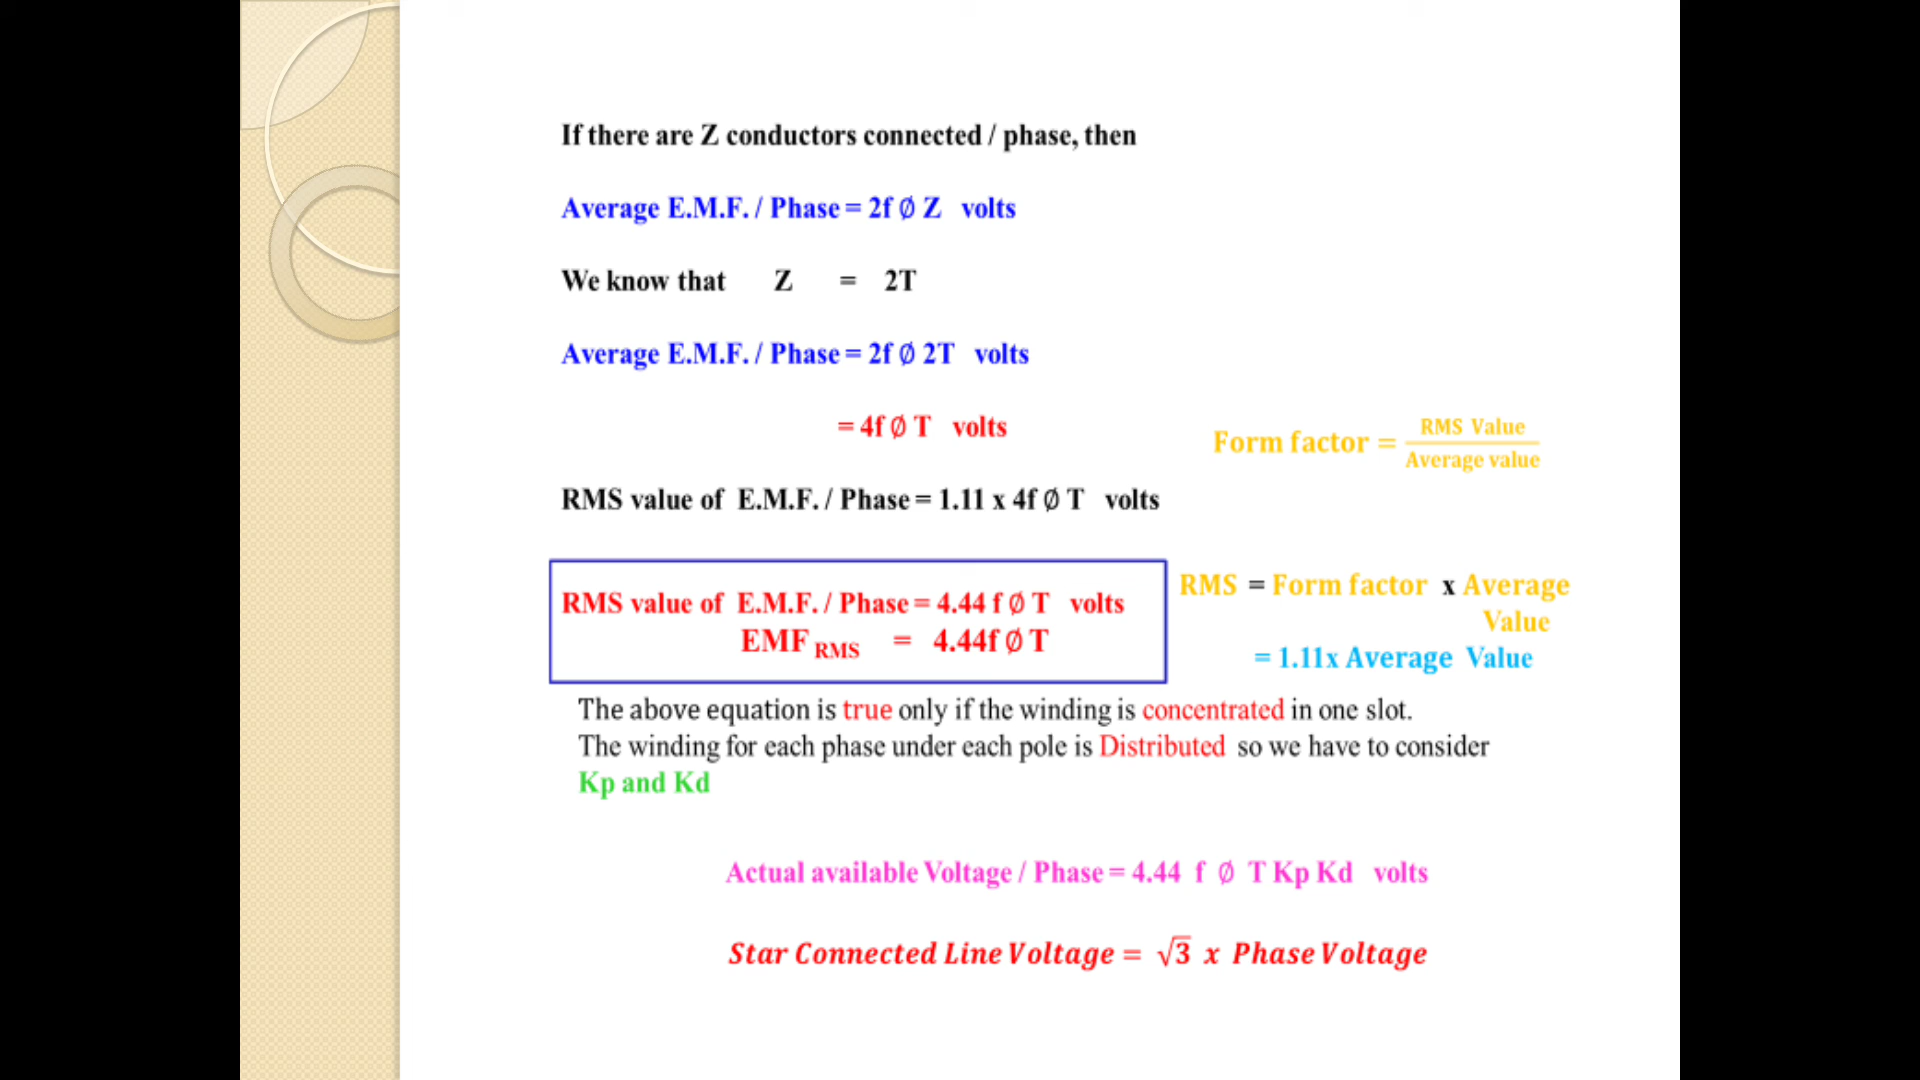 If there are Z conductors connected / phase, then
Average E.M.F. / Phase = 2f ∅ Z volts
We know that Z = 2T
Average E.M.F. / Phase = 2f ∅ 2T volts
= 4f ∅ T volts
Form factor = RMS Value / Average value
RMS value of E.M.F. / Phase = 1.11 x 4f ∅ T volts
RMS value of E.M.F. / Phase = 4.44 f ∅ T volts
EMF RMS = 4.44f ∅ T
RMS = Form factor x Average
Value
= 1.11x Average Value
The above equation is true only if the winding is concentrated in one slot.
The winding for each phase under each pole is Distributed so we have to consider
Kp and Kd
Actual available Voltage / Phase = 4.44 f ∅ T Kp Kd volts
Star Connected Line Voltage = √3 x Phase Voltage